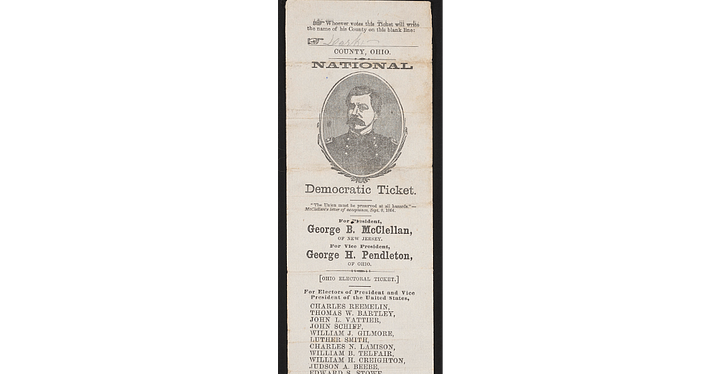 Whoever votes this Ticket will write
the name of his County on this blank line:
COUNTY, OHIO.
NATIONAL
Democratic Ticket.
"The Union must be preserved at all hazards."—
McClellan's letter of acceptance, Sept. 8, 1864.
For President,
George B. McClellan,
OF NEW JERSEY.
For Vice President,
George H. Pendleton,
OF OHIO.
[OHIO ELECTORAL TICKET.]
For Electors of President and Vice
President of the United States,
CHARLES REEMELIN,
THOMAS W. BARTLEY,
JOHN L. VATTIER,
JOHN SCHIFF,
WILLIAM J. GILMORE,
LUTHER SMITH,
CHARLES N. LAMISON,
WILLIAM B. TELFAIR,
WILLIAM H. CREIGHTON,
JUDSON A. BEEBE,
EDWARD S. STOWE